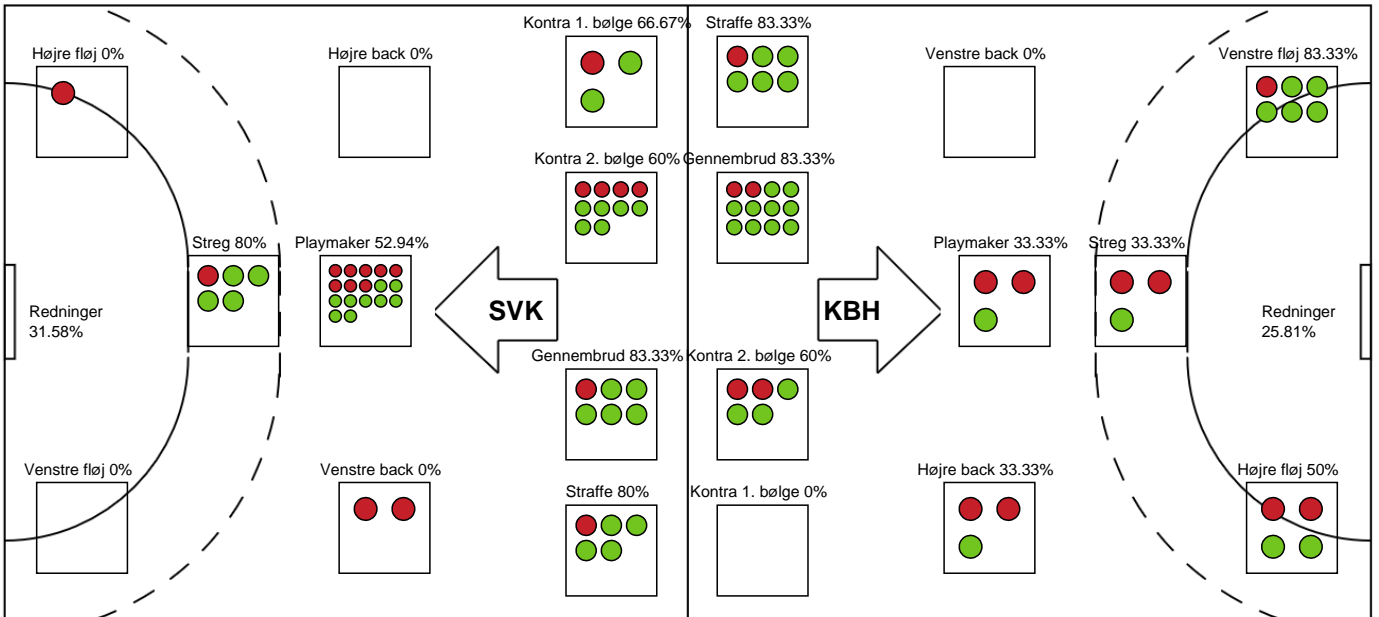 Kontra 1. bølge 66.67%
Straffe 83.33%
Højre fløj 0%
Højre back 0%
Venstre back 0%
Venstre fløj 83.33%
Kontra 2. bølge 60%
Gennembrud 83.33%
Streg 80%
Playmaker 52.94%
Playmaker 33.33%
Streg 33.33%
Redninger
31.58%
SVK
KBH
Redninger
25.81%
Gennembrud 83.33%
Kontra 2. bølge 60%
Venstre fløj 0%
Venstre back 0%
Højre back 33.33%
Højre fløj 50%
Straffe 80%
Kontra 1. bølge 0%